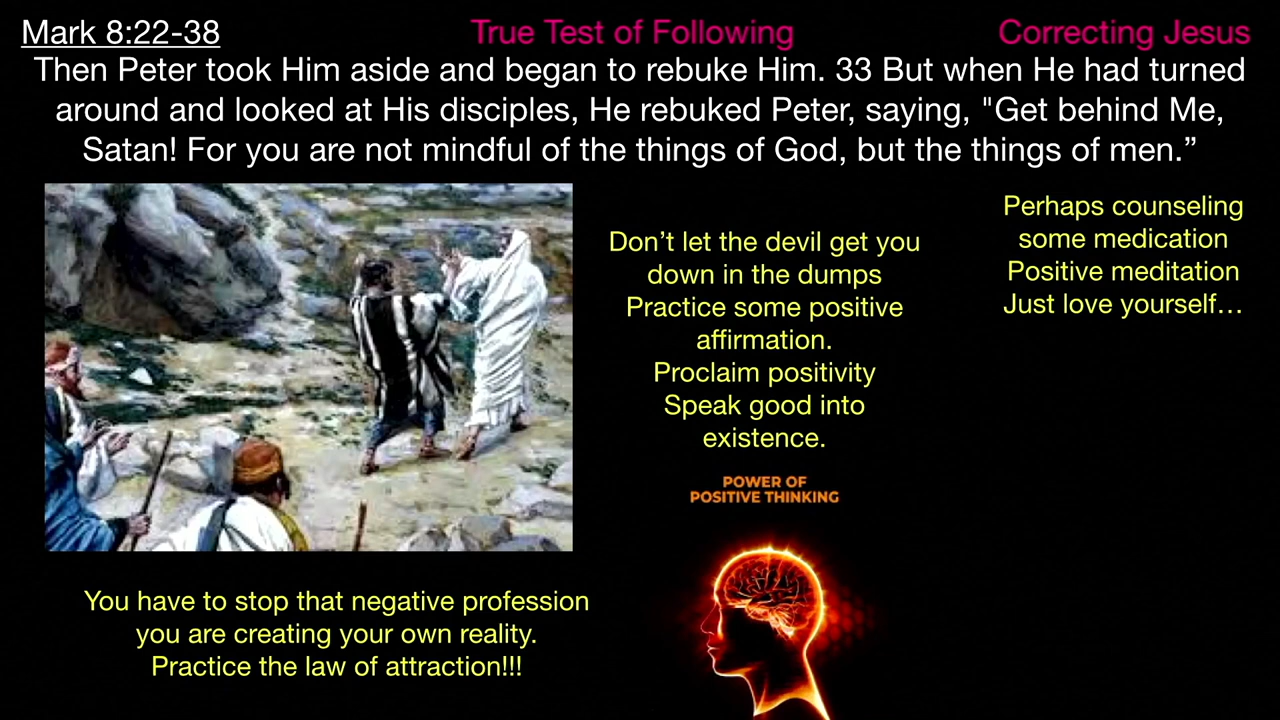 Mark 8:22-38
True Test of Following
Correcting Jesus
Then Peter took Him aside and began to rebuke Him. 33 But when He had turned
around and looked at His disciples, He rebuked Peter, saying, "Get behind Me,
Satan! For you are not mindful of the things of God, but the things of men.”
Don’t let the devil get you
down in the dumps
Practice some positive
affirmation.
Proclaim positivity
Speak good into
existence.
Perhaps counseling
some medication
Positive meditation
Just love yourself…
POWER OF
POSITIVE THINKING
You have to stop that negative profession
you are creating your own reality.
Practice the law of attraction!!!